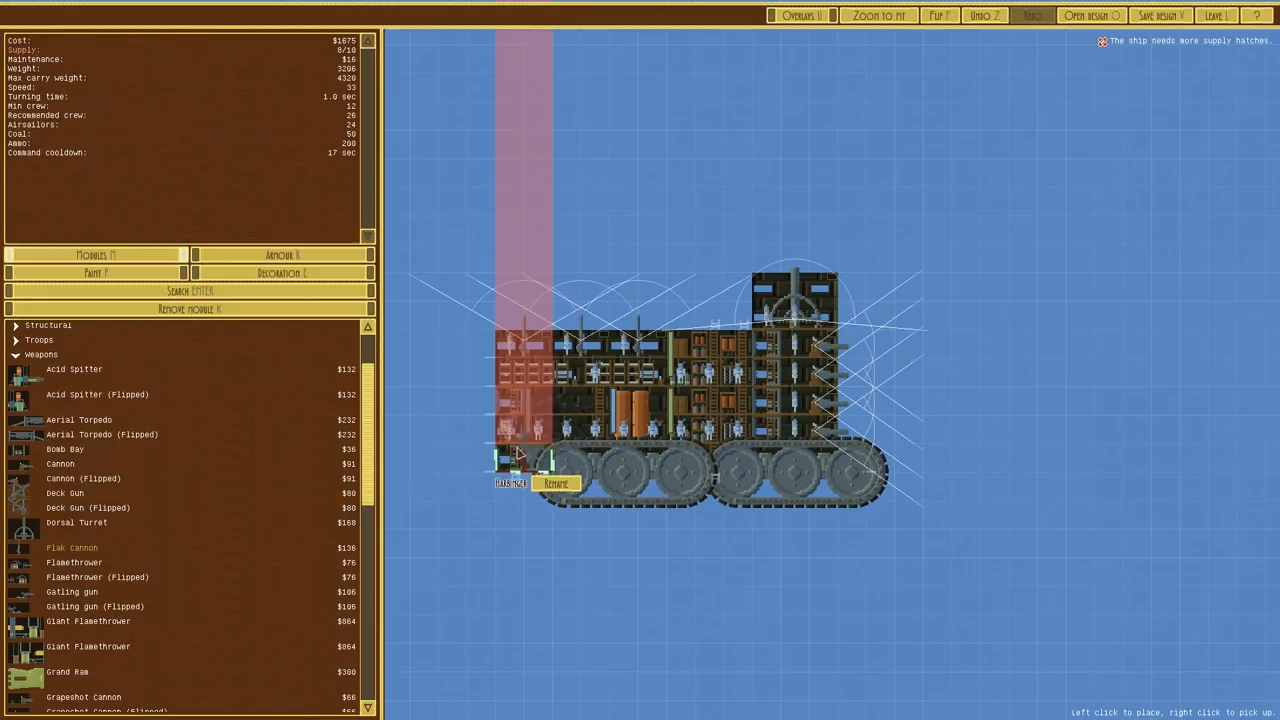 OVERLAYS U
ZOOM TO FIT
FLIP F
UNDO Z
REDO
OPEN DESIGN O
SAVE DESIGN V
LEAVE L
?
Cost: $1675
Supply: 8/10
Maintenance: $16
Weight: 3206
Max carry weight: 4320
Speed: 33
Turning time: 1.0 sec
Min crew: 12
Recommended crew: 26
Airsailors: 24
Coal: 50
Ammo: 200
Command cooldown: 17 sec
The ship needs more supply hatches.
MODULES M
ARMOUR R
PAINT P
DECORATION E
SEARCH ENTER
REMOVE MODULE K
Structural
Troops
Weapons
Acid Spitter $132
Acid Spitter (Flipped) $132
Aerial Torpedo $232
Aerial Torpedo (Flipped) $232
Bomb Bay $36
Cannon $91
Cannon (Flipped) $91
Deck Gun $80
Deck Gun (Flipped) $80
Dorsal Turret $168
Flak Cannon $136
Flamethrower $76
Flamethrower (Flipped) $76
Gatling gun $106
Gatling gun (Flipped) $106
Giant Flamethrower $864
Giant Flamethrower $864
Grand Ram $300
Grapeshot Cannon $66
Grapeshot Cannon (Flipped) $66
HARBINGER
RENAME
Left click to place, right click to pick up.